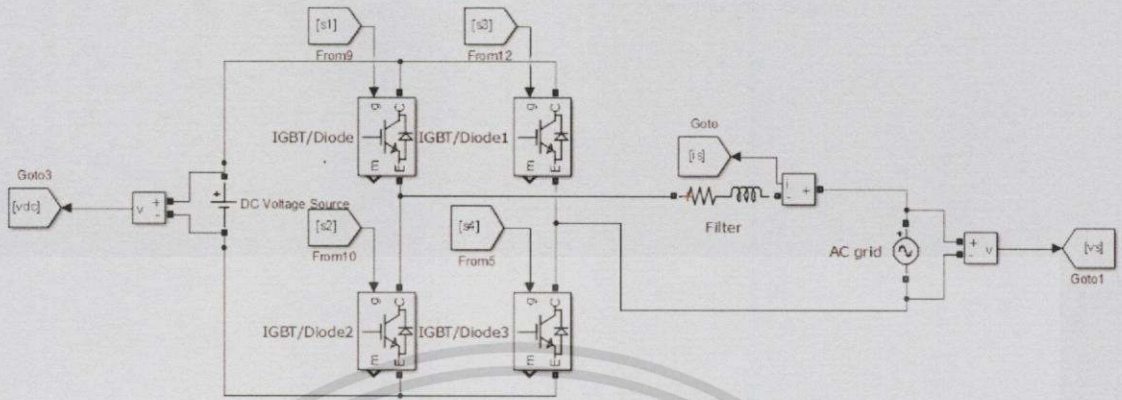 [s1]
From9
[s3]
From12
g
C
m
E
IGBT/Diode
g
C
m
E
IGBT/Diode1
Goto3
[vdc]
v
+
-
+
DC Voltage Source
Goto
[is]
i
+
-
Filter
[s2]
From10
[s4]
From5
AC grid
+
-
v
[vs]
Goto1
g
C
m
E
IGBT/Diode2
g
C
m
E
IGBT/Diode3